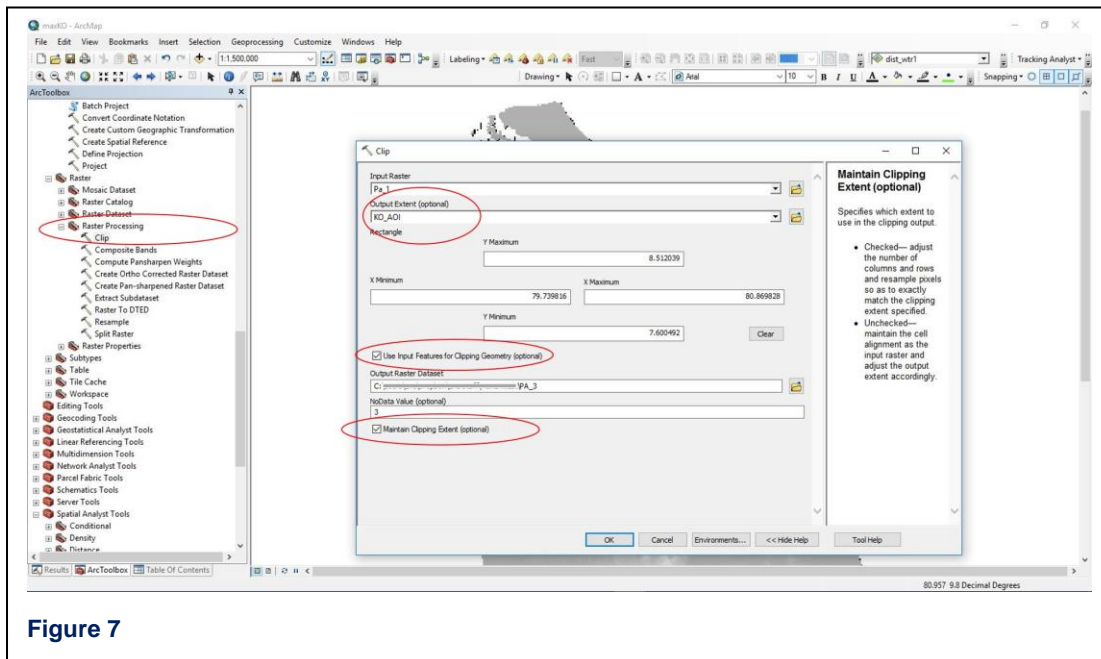 maxKO - ArcMap
File Edit View Bookmarks Insert Selection Geoprocessing Customize Windows Help
1:1,500,000
Labeling
Fast
dist_wtr1
Tracking Analyst
Drawing
A
Arial
10
B I U A
Snapping
ArcToolbox
Batch Project
Convert Coordinate Notation
Create Custom Geographic Transformation
Create Spatial Reference
Define Projection
Project
Raster
Mosaic Dataset
Raster Catalog
Raster Dataset
Raster Processing
Clip
Composite Bands
Compute Pansharpen Weights
Create Ortho Corrected Raster Dataset
Create Pan-sharpened Raster Dataset
Extract Subdataset
Raster To DTED
Resample
Split Raster
Raster Properties
Subtypes
Table
Tile Cache
Workspace
Editing Tools
Geocoding Tools
Geostatistical Analyst Tools
Linear Referencing Tools
Multidimension Tools
Network Analyst Tools
Parcel Fabric Tools
Schematics Tools
Server Tools
Spatial Analyst Tools
Conditional
Density
Distance
Results ArcToolbox Table Of Contents
Clip
Input Raster
Pa_1
Output Extent (optional)
KO_AOI
Rectangle
Y Maximum
8.512039
X Minimum
X Maximum
79.739816
80.869828
Y Minimum
7.600492
Clear
Use Input Features for Clipping Geometry (optional)
Output Raster Dataset
C: \PA_3
NoData Value (optional)
3
Maintain Clipping Extent (optional)
OK Cancel Environments... << Hide Help Tool Help
Maintain Clipping
Extent (optional)
Specifies which extent to
use in the clipping output.
• Checked— adjust
the number of
columns and rows
and resample pixels
so as to exactly
match the clipping
extent specified.
• Unchecked—
maintain the cell
alignment as the
input raster and
adjust the output
extent accordingly.
80.957 9.8 Decimal Degrees
Figure 7